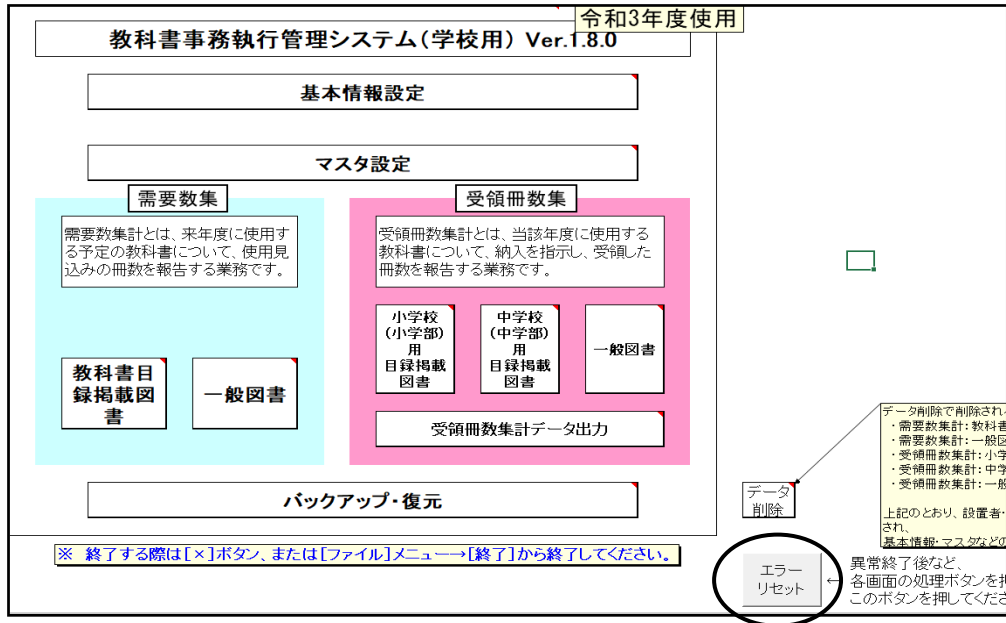 令和3年度使用
教科書事務執行管理システム(学校用) Ver.1.8.0
基本情報設定
マスタ設定
需要数集
需要数集計とは、来年度に使用す
る予定の教科書について、使用見
込みの冊数を報告する業務です。
教科書目
録掲載図
書
一般図書
受領冊数集
受領冊数集計とは、当該年度に使用する
教科書について、納入を指示し、受領した
冊数を報告する業務です。
小学校
(小学部)
用
目録掲載
図書
中学校
(中学部)
用
目録掲載
図書
一般図書
受領冊数集計データ出力
バックアップ・復元
※ 終了する際は[×]ボタン、または[ファイル]メニュー→[終了]から終了してください。
データ
削除
データ削除で削除され
・需要数集計:教科書
・需要数集計:一般
・受領冊数集計:小学
・受領冊数集計:中学
・受領冊数集計:一般
上記のとおり、設置者・
され、
基本情報・マスタなどの
エラー
リセット
←
異常終了後など、
各画面の処理ボタンを
このボタンを押してくださ